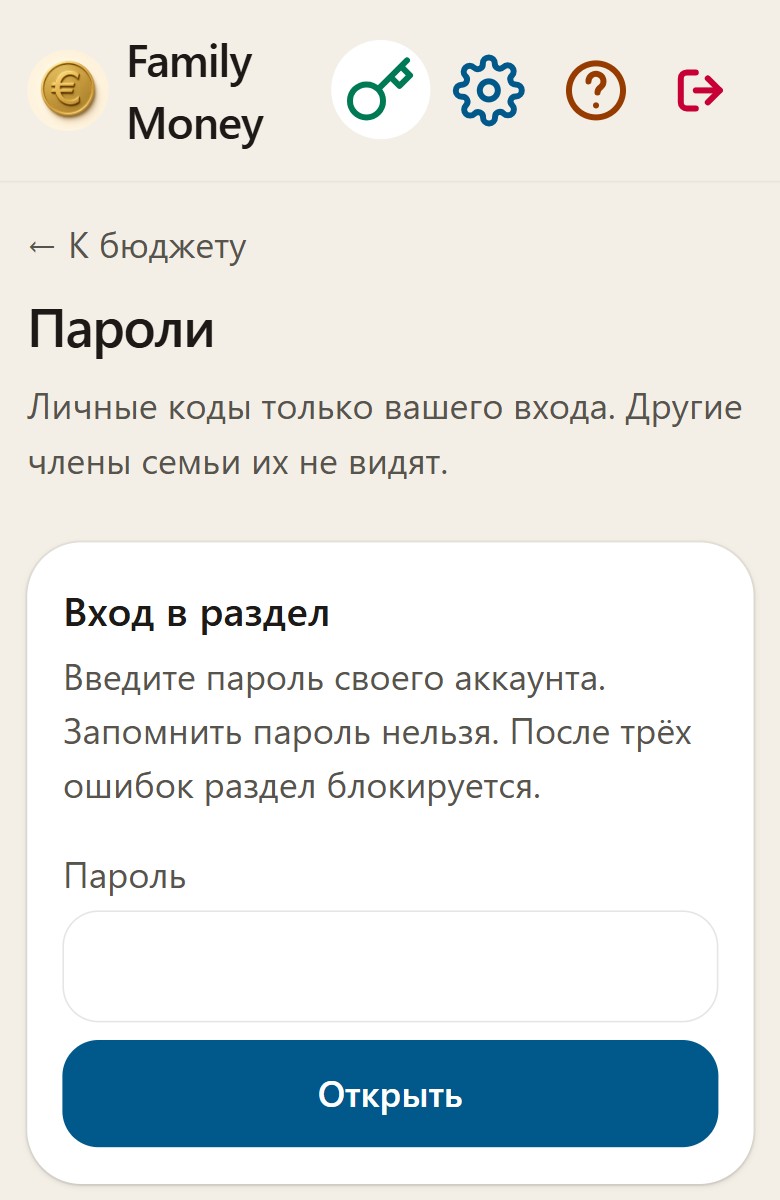 Family
Money
← К бюджету
Пароли
Личные коды только вашего входа. Другие
члены семьи их не видят.
Вход в раздел
Введите пароль своего аккаунта.
Запомнить пароль нельзя. После трёх
ошибок раздел блокируется.
Пароль
Открыть